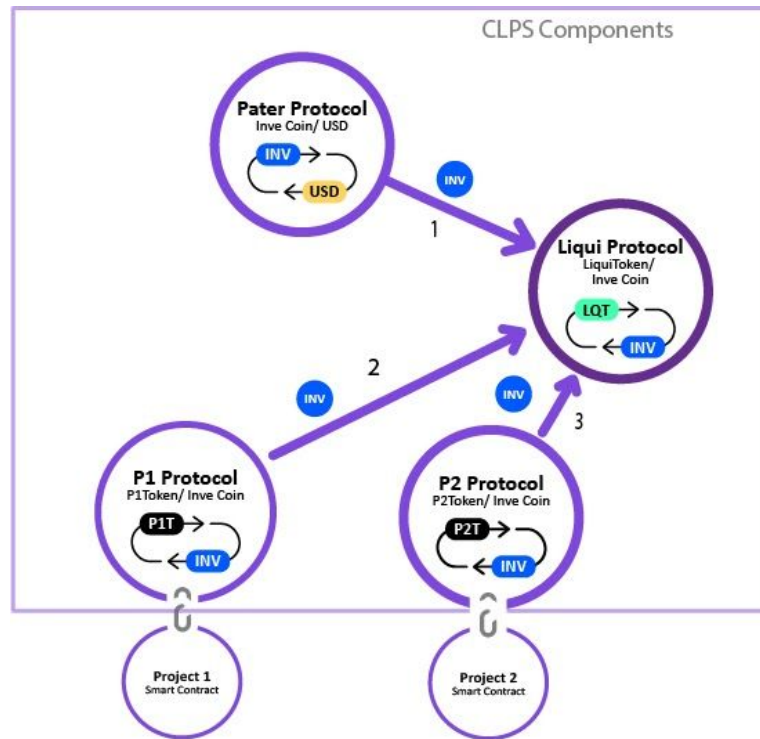 CLPS Components
Pater Protocol
Inve Coin/ USD
INV
USD
INV
1
Liqui Protocol
LiquiToken/
Inve Coin
LQT
INV
2
INV
INV
3
P1 Protocol
P1Token/ Inve Coin
P1T
INV
P2 Protocol
P2Token/ Inve Coin
P2T
INV
Project 1
Smart Contract
Project 2
Smart Contract